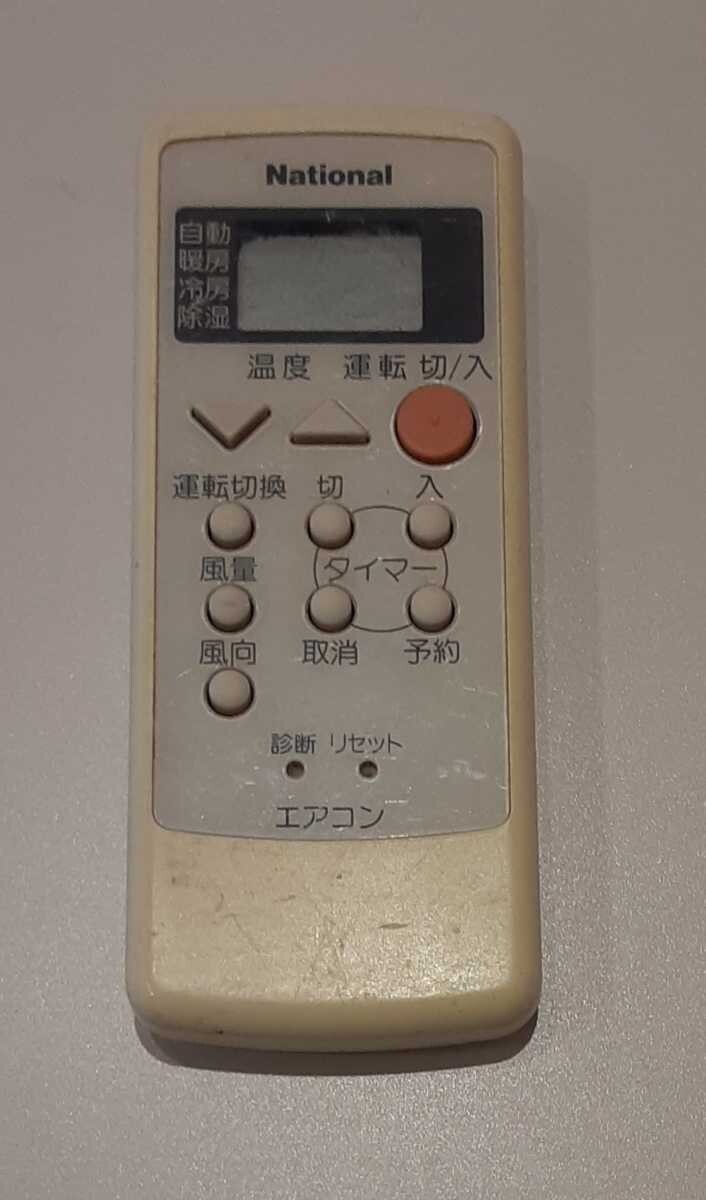 National
自動
暖房
冷房
除湿
温度 運転 切/入
運転切換 切 入
風量 タイマー
風向 取消 予約
診断 リセット
エアコン